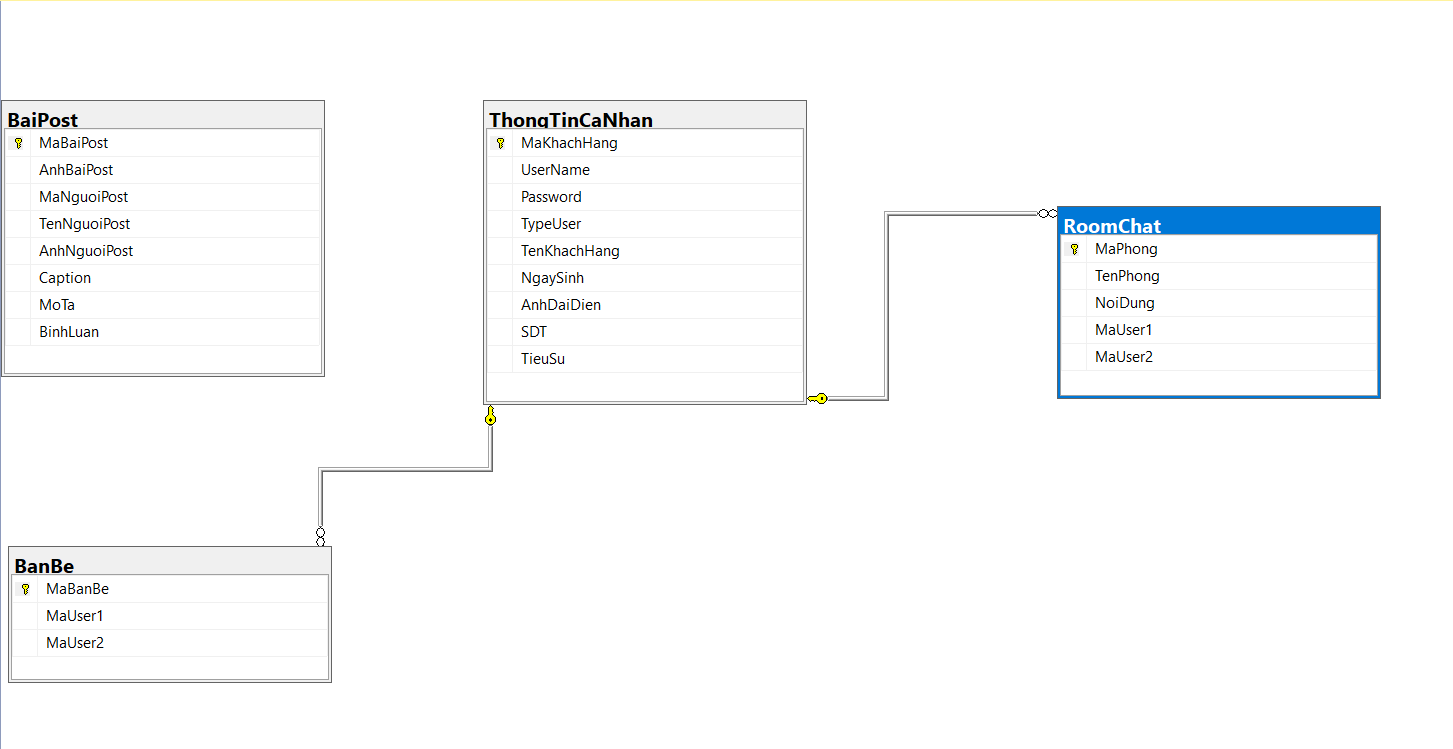 BaiPost
MaBaiPost
AnhBaiPost
MaNguoiPost
TenNguoiPost
AnhNguoiPost
Caption
MoTa
BinhLuan
ThongTinCaNhan
MaKhachHang
UserName
Password
TypeUser
TenKhachHang
NgaySinh
AnhDaiDien
SDT
TieuSu
RoomChat
MaPhong
TenPhong
NoiDung
MaUser1
MaUser2
BanBe
MaBanBe
MaUser1
MaUser2